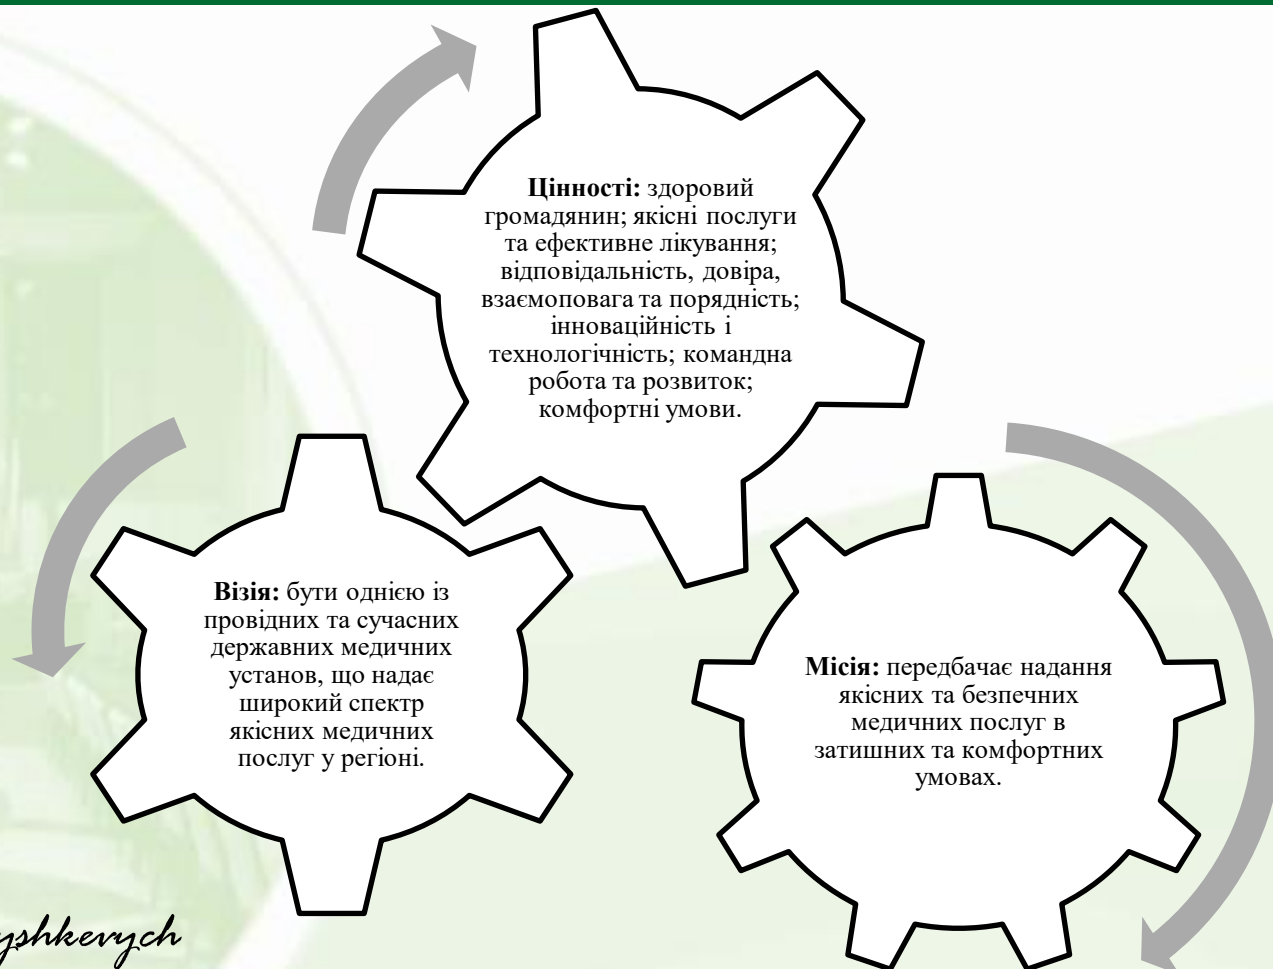 Цінності: здоровий
громадянин; якісні послуги
та ефективне лікування;
відповідальність, довіра,
взаємоповага та порядність;
інноваційність і
технологічність; командна
робота та розвиток;
комфортні умови.
Візія: бути однією із
провідних та сучасних
державних медичних
установ, що надає
широкий спектр
якісних медичних
послуг у регіоні.
Місія: передбачає надання
якісних та безпечних
медичних послуг в
затишних та комфортних
умовах.
yshkevych